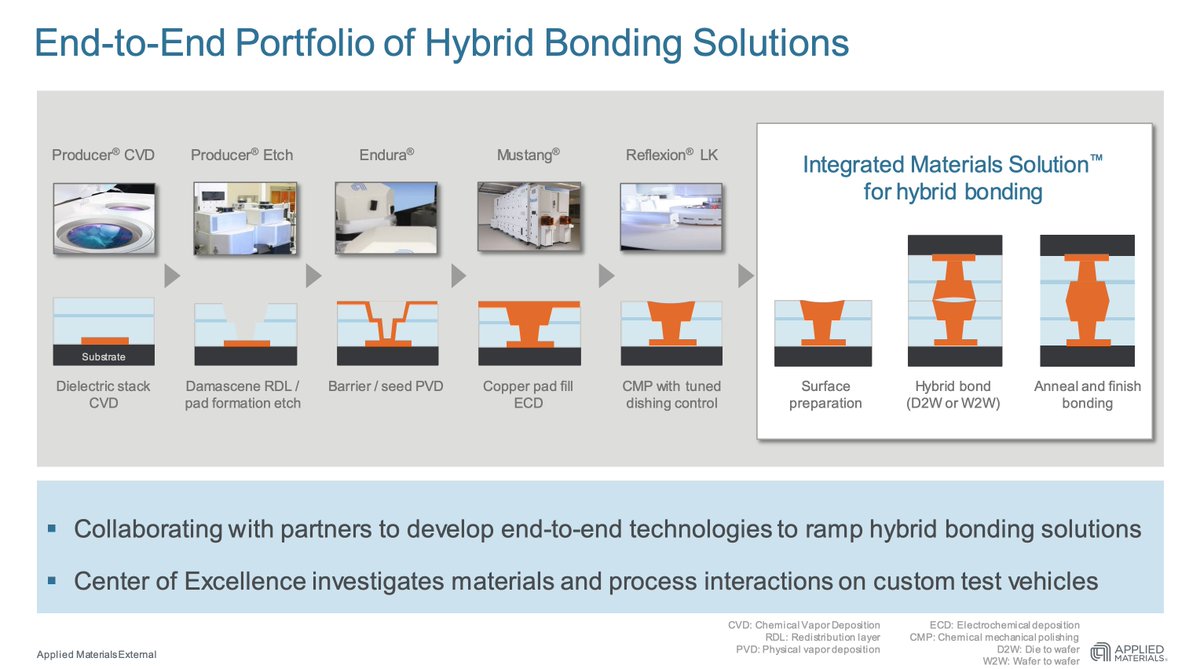 End-to-End Portfolio of Hybrid Bonding Solutions
Producer® CVD
Producer® Etch
Endura®
Mustang®
Reflexion® LK
Substrate
Dielectric stack
CVD
Damascene RDL /
pad formation etch
Barrier / seed PVD
Copper pad fill
ECD
CMP with tuned
dishing control
Integrated Materials Solution™
for hybrid bonding
Surface
preparation
Hybrid bond
(D2W or W2W)
Anneal and finish
bonding
▪ Collaborating with partners to develop end-to-end technologies to ramp hybrid bonding solutions
▪ Center of Excellence investigates materials and process interactions on custom test vehicles
CVD: Chemical Vapor Deposition
RDL: Redistribution layer
PVD: Physical vapor deposition
ECD: Electrochemical deposition
CMP: Chemical mechanical polishing
D2W: Die to wafer
W2W: Wafer to wafer
Applied Materials External
APPLIED
MATERIALS®